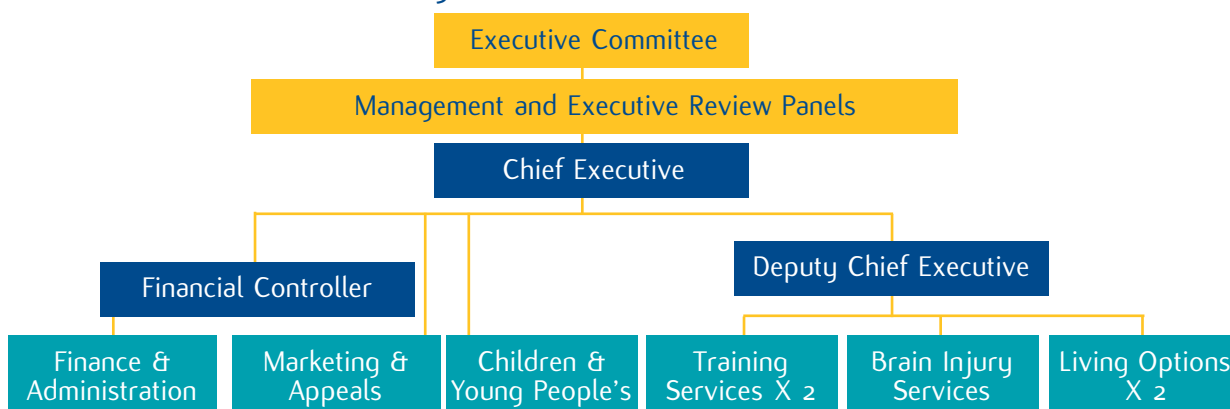 Executive Committee
Management and Executive Review Panels
Chief Executive
Financial Controller
Deputy Chief Executive
Finance &
Administration
Marketing &
Appeals
Children &
Young People's
Training
Services X 2
Brain Injury
Services
Living Options
X 2